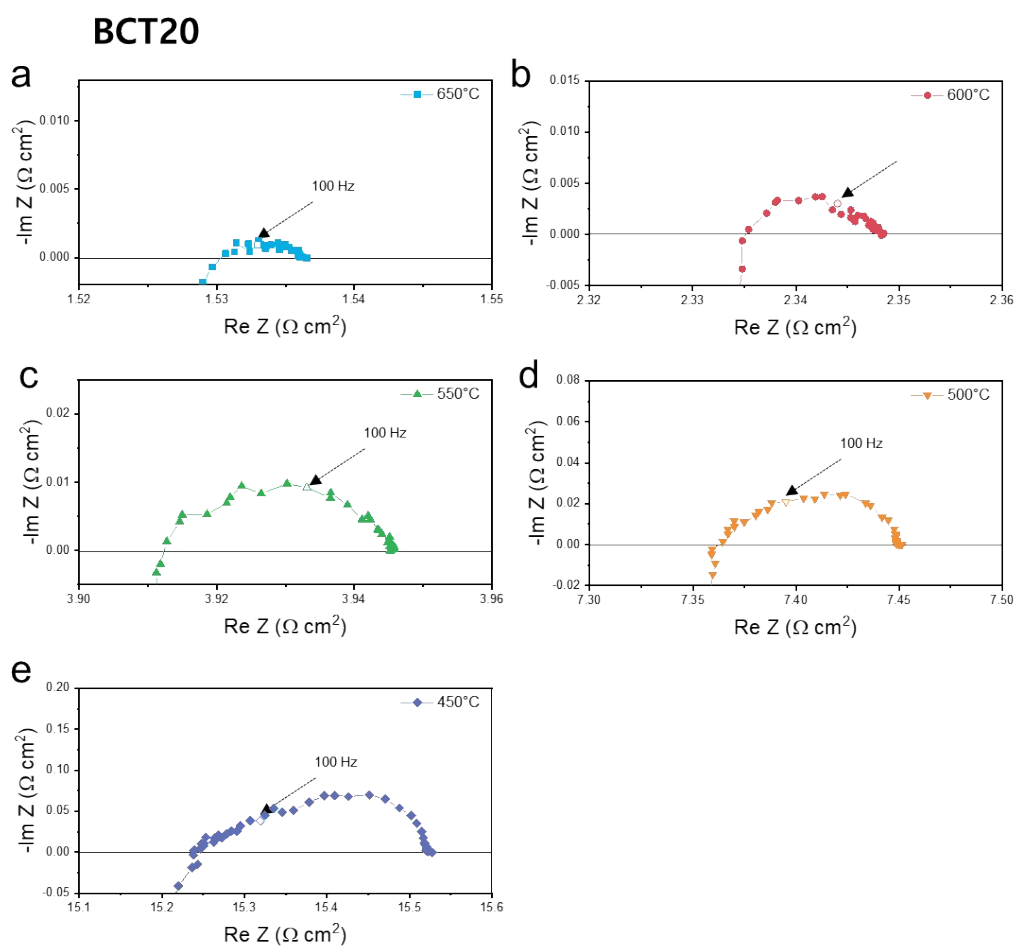 BCT20
a
650°C
0.010
0.005
0.000
100 Hz
-Im Z (Ω cm²)
1.52
1.53
1.54
1.55
Re Z (Ω cm²)
b
600°C
0.015
0.010
0.005
0.000
-0.005
-Im Z (Ω cm²)
2.32
2.33
2.34
2.35
2.36
Re Z (Ω cm²)
c
550°C
0.02
0.01
0.00
100 Hz
-Im Z (Ω cm²)
3.90
3.92
3.94
3.96
Re Z (Ω cm²)
d
500°C
0.08
0.06
0.04
0.02
0.00
-0.02
100 Hz
-Im Z (Ω cm²)
7.30
7.35
7.40
7.45
7.50
Re Z (Ω cm²)
e
450°C
0.20
0.15
0.10
0.05
0.00
-0.05
100 Hz
-Im Z (Ω cm²)
15.1
15.2
15.3
15.4
15.5
15.6
Re Z (Ω cm²)